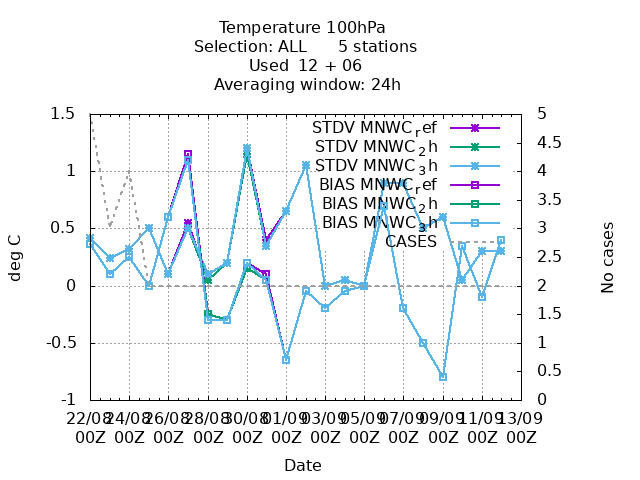 Temperature 100hPa
Selection: ALL 5 stations
Used 12 + 06
Averaging window: 24h
1.5
1
0.5
0
-0.5
-1
deg C
5
4.5
4
3.5
3
2.5
2
1.5
1
0.5
0
No cases
STDV MNWC_ref
STDV MNWC_2h
STDV MNWC_3h
BIAS MNWC_ref
BIAS MNWC_2h
BIAS MNWC_3h
CASES
22/08 24/08 26/08 28/08 30/08 01/09 03/09 05/09 07/09 09/09 11/09 13/09
00Z 00Z 00Z 00Z 00Z 00Z 00Z 00Z 00Z 00Z 00Z 00Z
Date